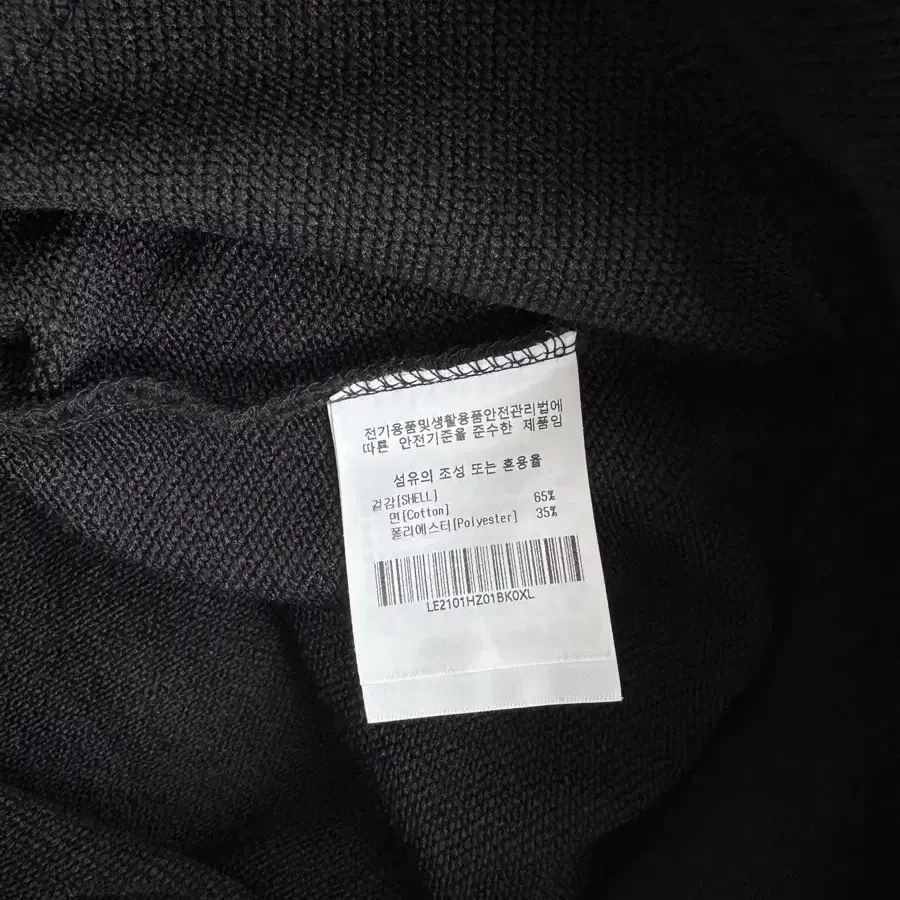 전기용품및생활용품안전관리법에
따른 안전기준을 준수한 제품임
섬유의 조성 또는 혼용율
겉감[SHELL]
면[Cotton] 65%
폴리에스터[Polyester] 35%
LE2101HZ01BK0XL